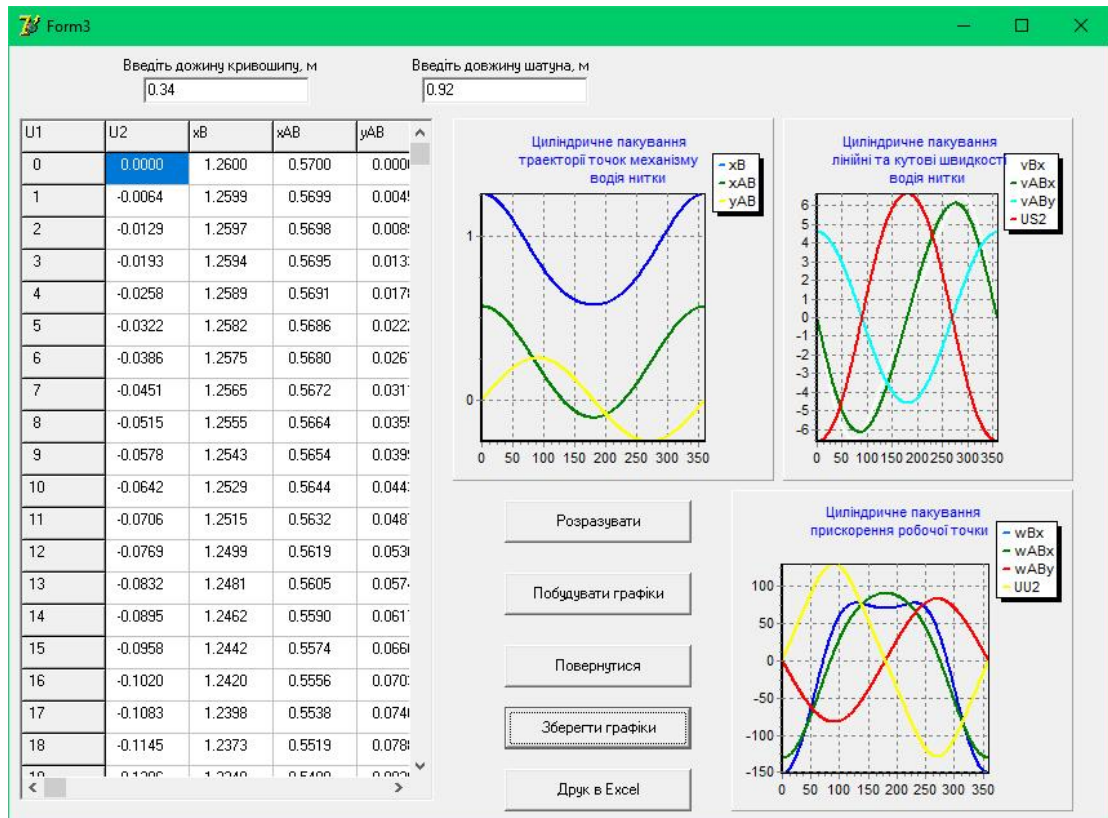 Form3
Введіть дожину кривошипу, м
Введіть довжину шатуна, м
0.34
0.92
U1 U2 xB xAB yAB
0 0.0000 1.2600 0.5700
1 -0.0064 1.2599 0.5699
2 -0.0129 1.2597 0.5698
3 -0.0193 1.2594 0.5695
4 -0.0258 1.2589 0.5691
5 -0.0322 1.2582 0.5686
6 -0.0386 1.2575 0.5680
7 -0.0451 1.2565 0.5672
8 -0.0515 1.2555 0.5664
9 -0.0578 1.2543 0.5654
10 -0.0642 1.2529 0.5644
11 -0.0706 1.2515 0.5632
12 -0.0769 1.2499 0.5619
13 -0.0832 1.2481 0.5605
14 -0.0895 1.2462 0.5590
15 -0.0958 1.2442 0.5574
16 -0.1020 1.2420 0.5556
17 -0.1083 1.2398 0.5538
18 -0.1145 1.2373 0.5519
Циліндричне пакування
траекторії точок механізму
водія нитки
xB
xAB
yAB
1
0
0 50 100 150 200 250 300 350
Циліндричне пакування
лінійні та кутові швидкості
водія нитки
vBx
vABx
vABy
US2
6
5
4
3
2
1
0
-1
-2
-3
-4
-5
-6
0 50 100 150 200 250 300 350
Розразувати
Побудувати графіки
Повернутися
Зберегти графіки
Друк в Excel
Циліндричне пакування
прискорення робочої точки
wBx
wABx
wABy
UU2
100
50
0
-50
-100
-150
0 50 100 150 200 250 300 350